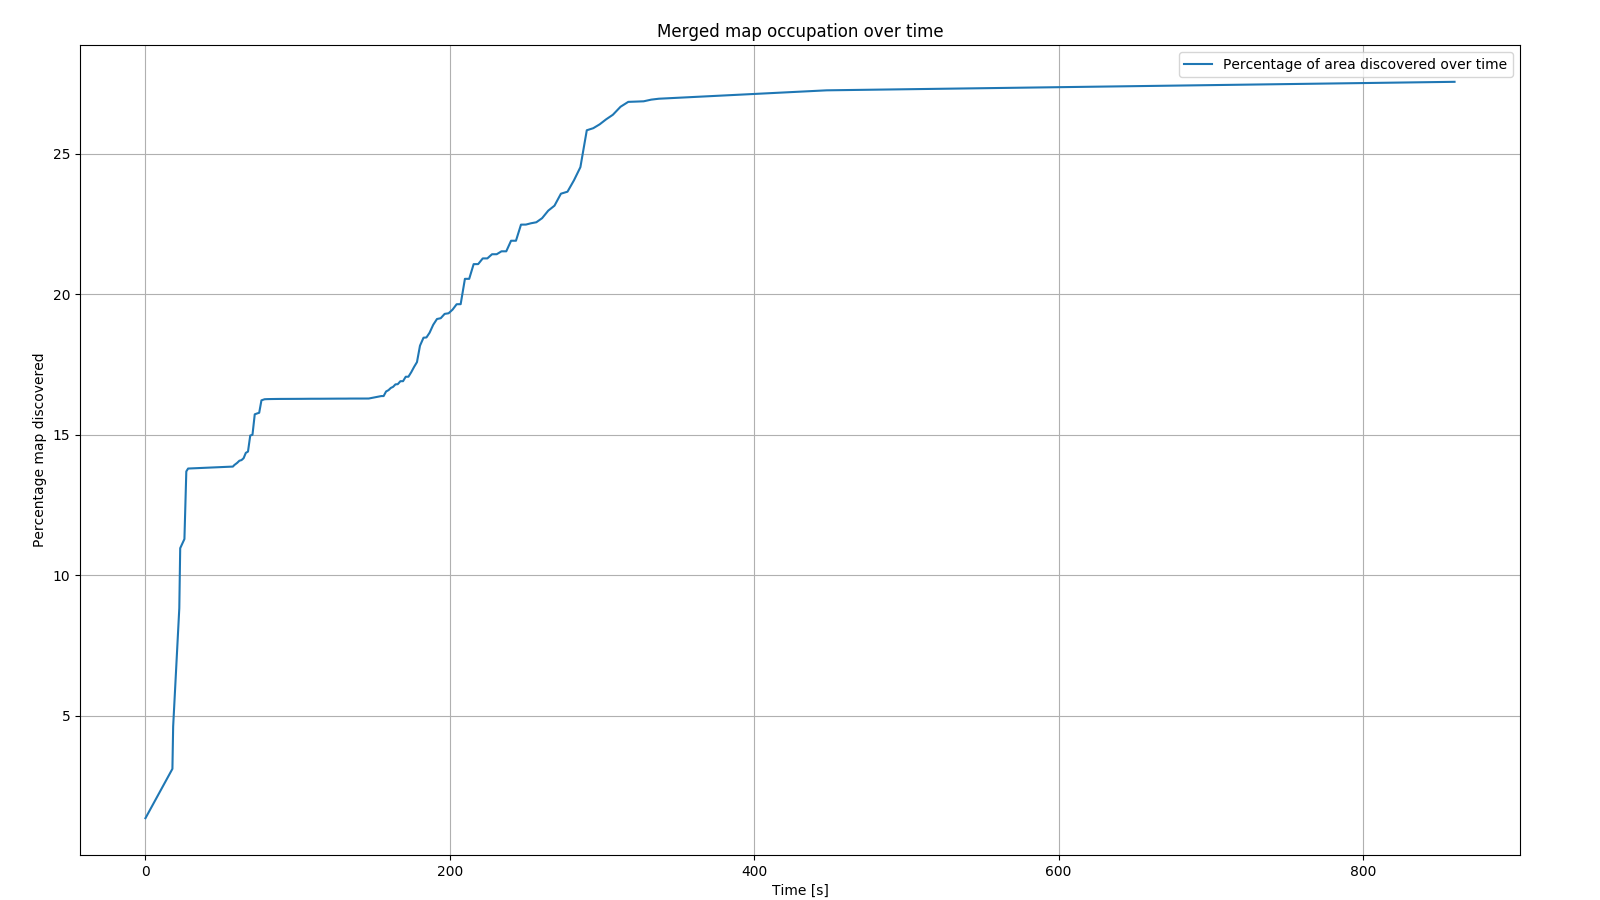 Merged map occupation over time
Percentage of area discovered over time
25
20
15
10
5
Percentage map discovered
0 200 400 600 800
Time [s]